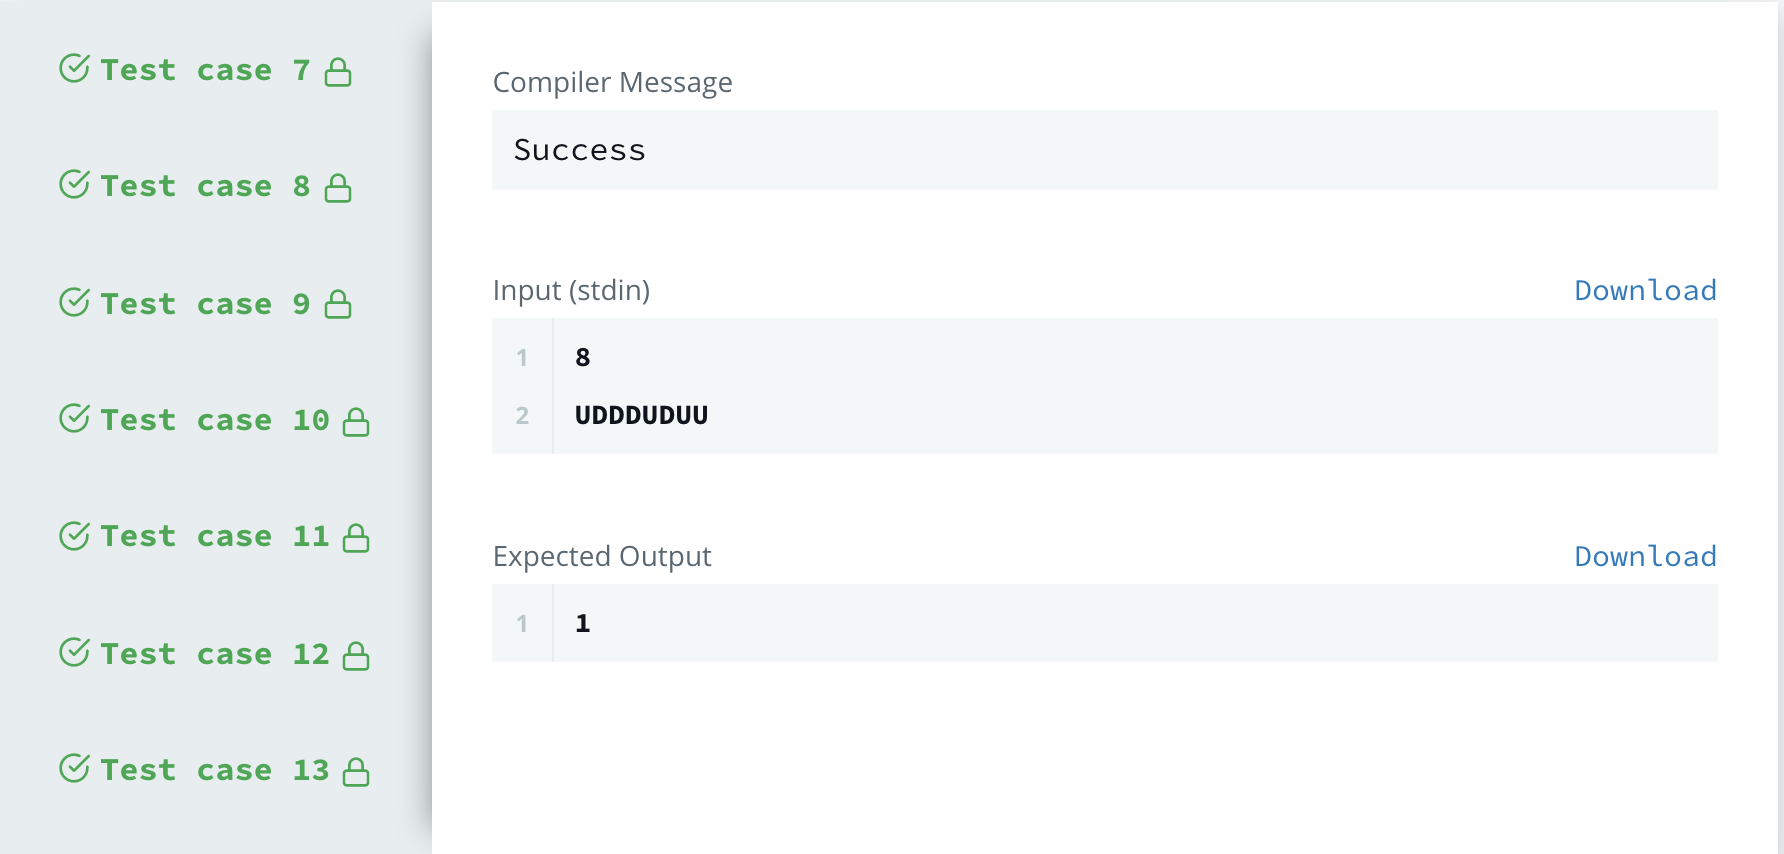 Test case 7
Test case 8
Test case 9
Test case 10
Test case 11
Test case 12
Test case 13
Compiler Message
Success
Input (stdin)
Download
1 8
2 UDDDUDUU
Expected Output
Download
1 1